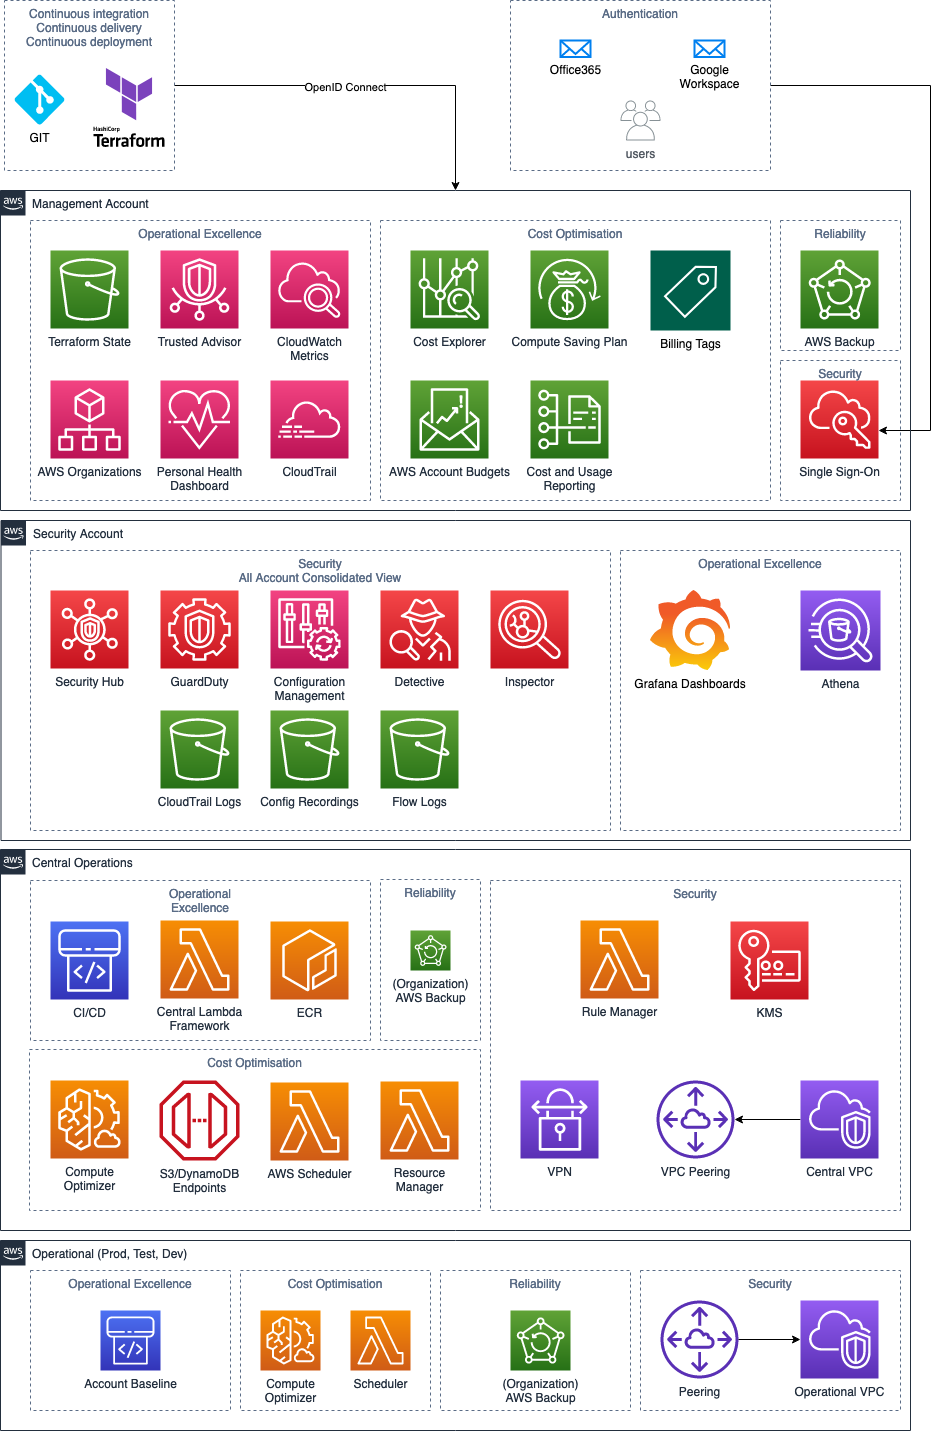 Continuous integration
Continuous delivery
Continuous deployment
GIT
HashiCorp
Terraform
OpenID Connect
Authentication
Office365
Google
Workspace
users
aws
Management Account
Operational Excellence
Terraform State
Trusted Advisor
CloudWatch
Metrics
AWS Organizations
Personal Health
Dashboard
CloudTrail
Cost Optimisation
Cost Explorer
Compute Saving Plan
Billing Tags
AWS Account Budgets
Cost and Usage
Reporting
Reliability
AWS Backup
Security
Single Sign-On
aws
Security Account
Security
All Account Consolidated View
Security Hub
GuardDuty
Configuration
Management
Detective
Inspector
CloudTrail Logs
Config Recordings
Flow Logs
Operational Excellence
Grafana Dashboards
Athena
aws
Central Operations
Operational
Excellence
CI/CD
Central Lambda
Framework
ECR
Reliability
(Organization)
AWS Backup
Security
Rule Manager
KMS
VPN
VPC Peering
Central VPC
Cost Optimisation
Compute
Optimizer
S3/DynamoDB
Endpoints
AWS Scheduler
Resource
Manager
aws
Operational (Prod, Test, Dev)
Operational Excellence
Account Baseline
Cost Optimisation
Compute
Optimizer
Scheduler
Reliability
(Organization)
AWS Backup
Security
Peering
Operational VPC